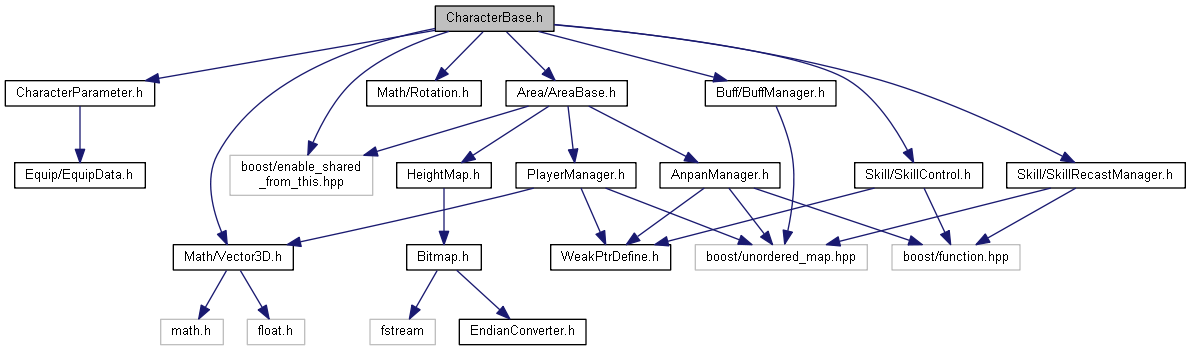 CharacterBase.h
CharacterParameter.h
Math/Rotation.h
Area/AreaBase.h
Buff/BuffManager.h
Equip/EquipData.h
boost/enable_shared
_from_this.hpp
HeightMap.h
PlayerManager.h
AnpanManager.h
Skill/SkillControl.h
Skill/SkillRecastManager.h
Math/Vector3D.h
Bitmap.h
WeakPtrDefine.h
boost/unordered_map.hpp
boost/function.hpp
math.h
float.h
fstream
EndianConverter.h